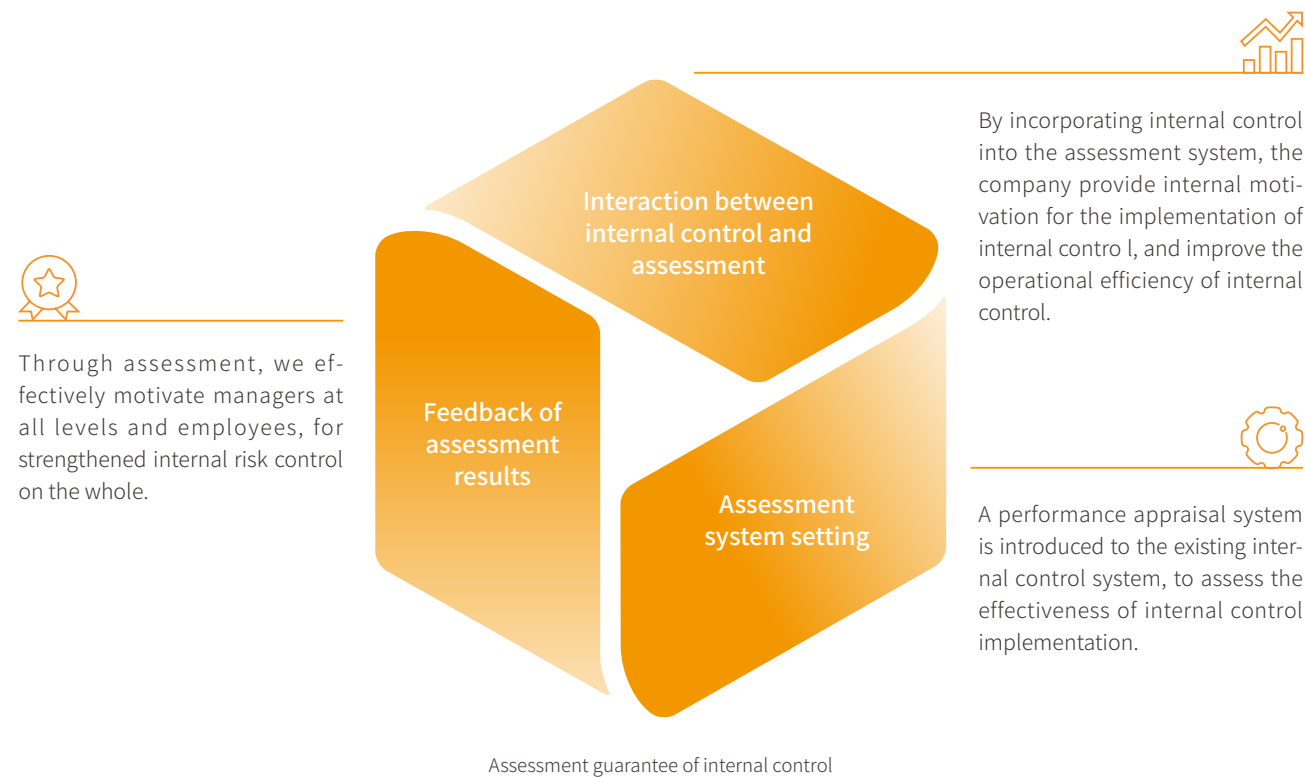 By incorporating internal control
into the assessment system, the
company provide internal moti-
vation for the implementation of
internal contro l, and improve the
operational efficiency of internal
control.
Interaction between
internal control and
assessment
Through assessment, we ef-
fectively motivate managers at
all levels and employees, for
strengthened internal risk control
on the whole.
Feedback of
assessment
results
Assessment
system setting
A performance appraisal system
is introduced to the existing inter-
nal control system, to assess the
effectiveness of internal control
implementation.
Assessment guarantee of internal control